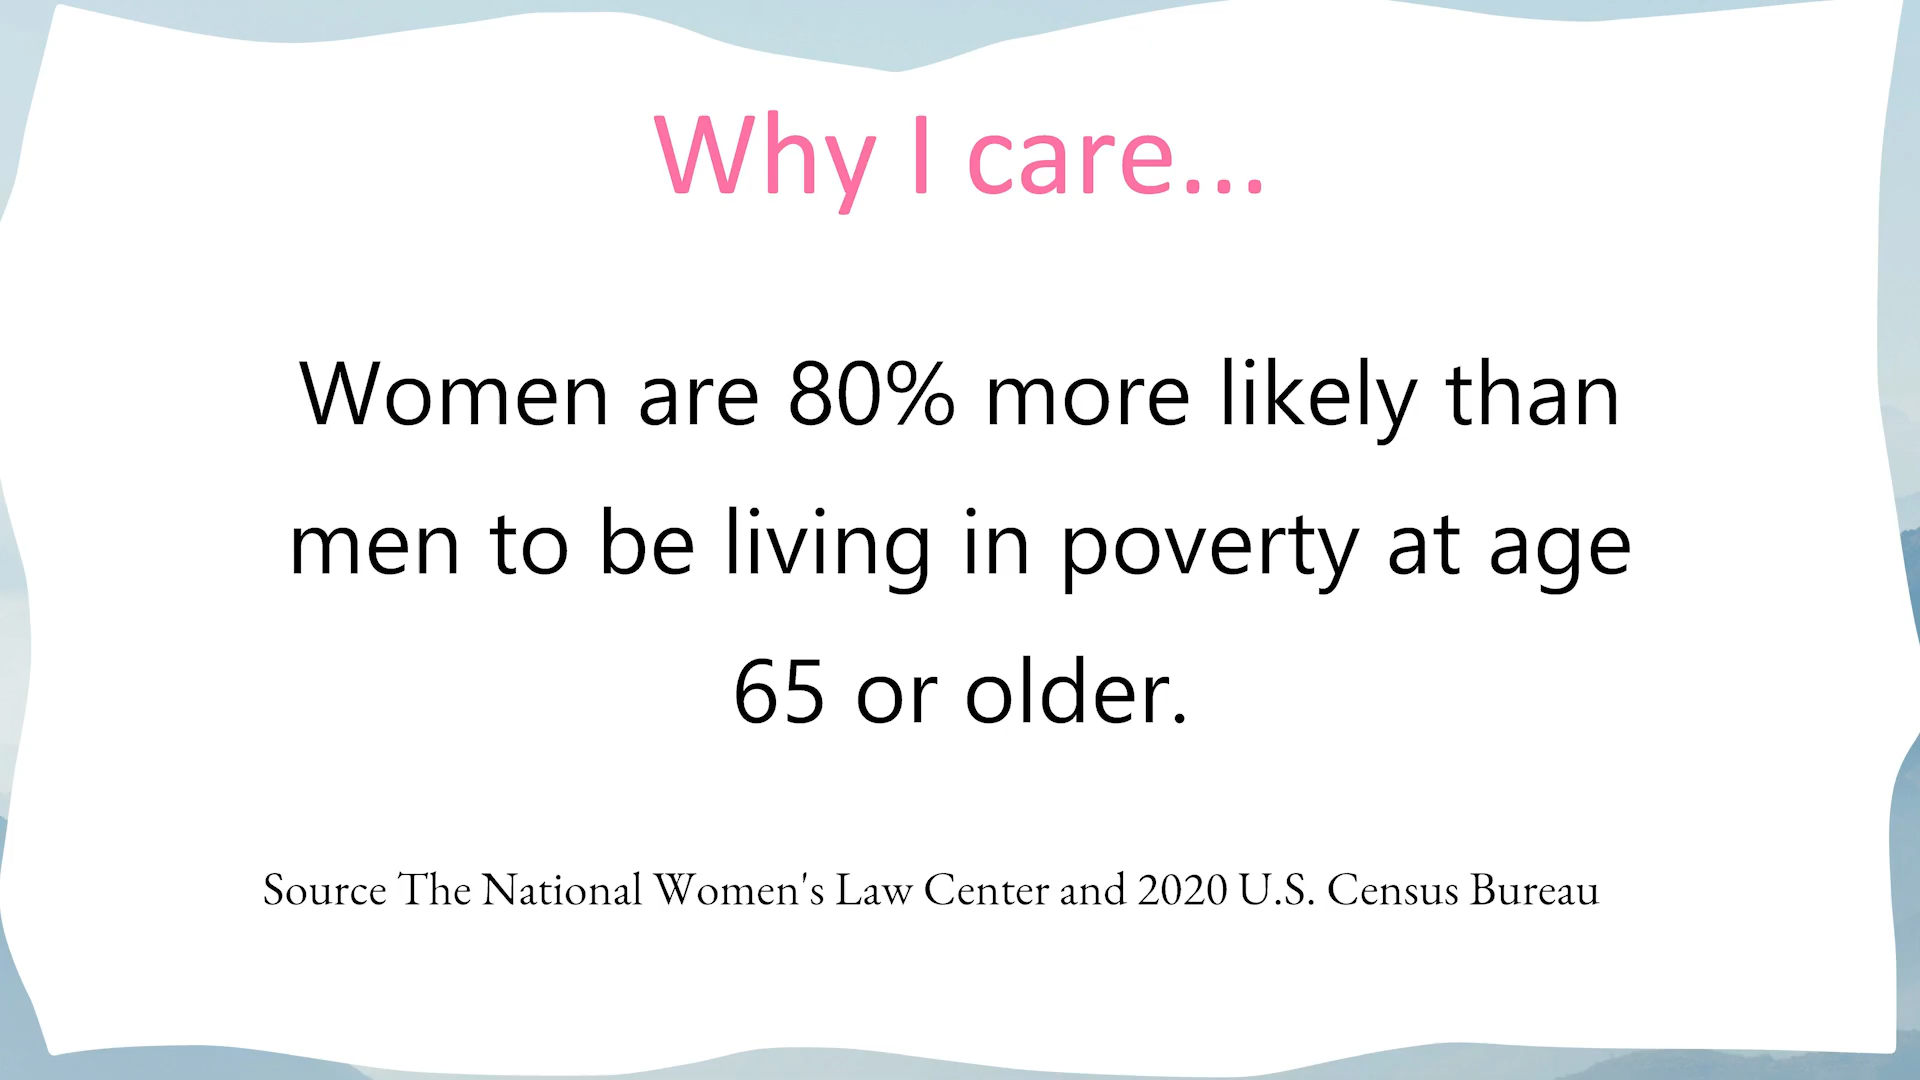 Why I care...
Women are 80% more likely than
men to be living in poverty at age
65 or older.
Source The National Women's Law Center and 2020 U.S. Census Bureau